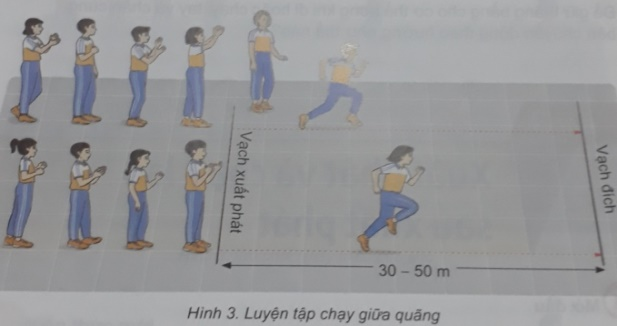 Vạch xuất phát
Vạch đích
30 – 50 m
Hình 3. Luyện tập chạy giữa quãng